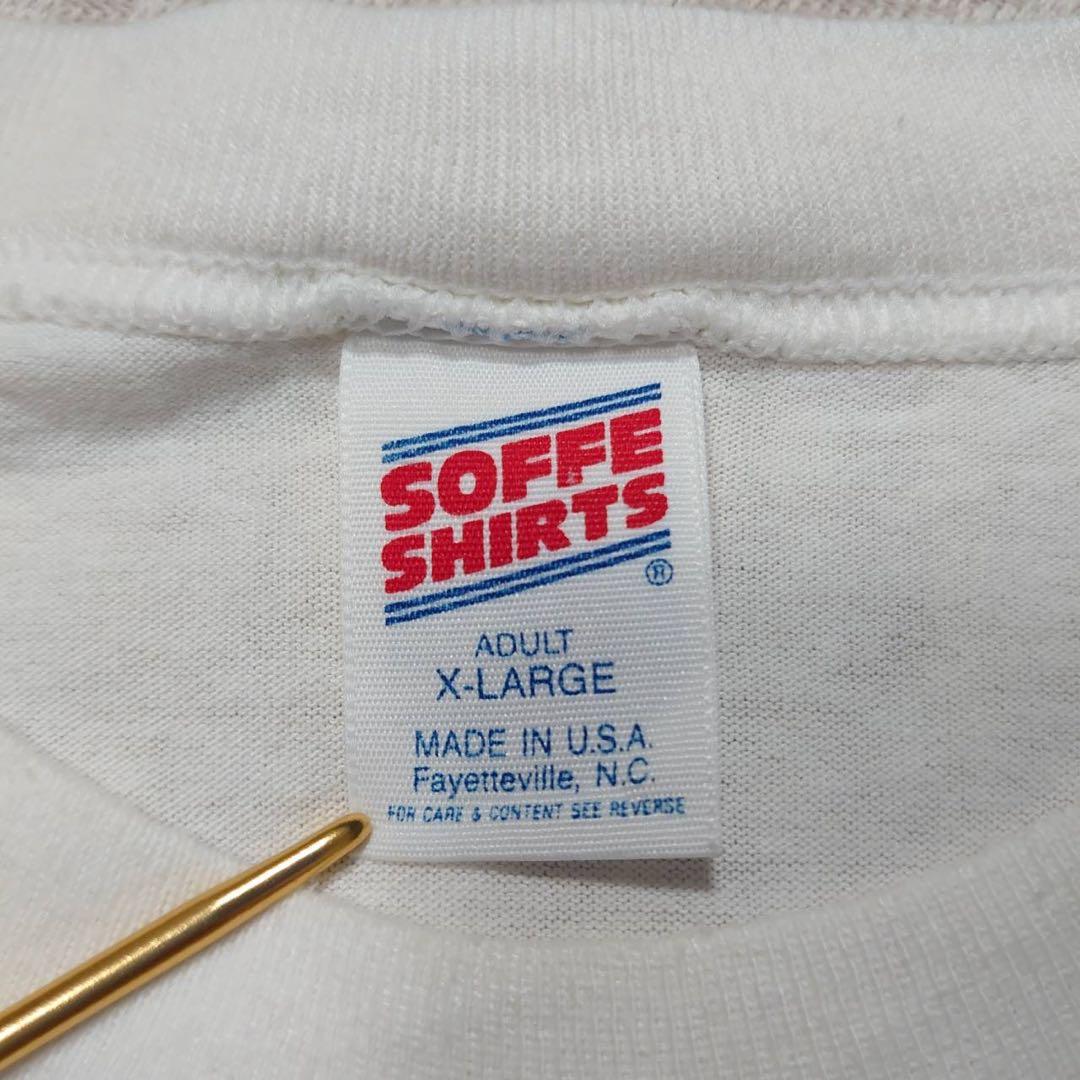 SOFFE
SHIRTS
®
ADULT
X-LARGE
MADE IN U.S.A.
Fayetteville, N.C.
FOR CARE & CONTENT SEE REVERSE